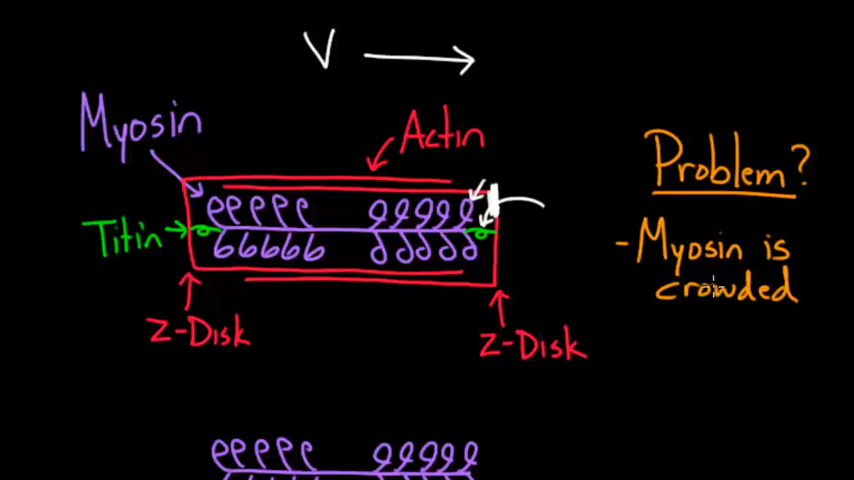 V
Myosin
Actin
Problem?
Titin
- Myosin is
crowded
Z-Disk
Z-Disk